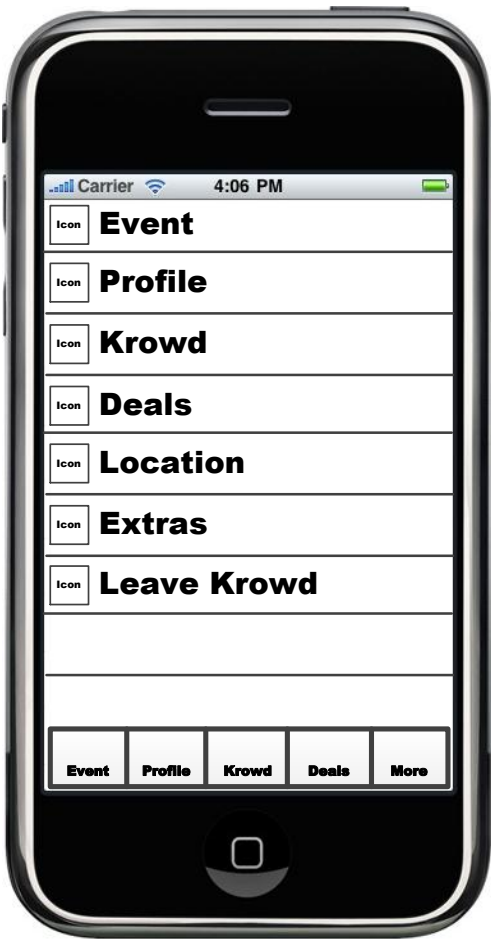 Carrier 4:06 PM
Icon Event
Icon Profile
Icon Krowd
Icon Deals
Icon Location
Icon Extras
Icon Leave Krowd
Event Profile Krowd Deals More